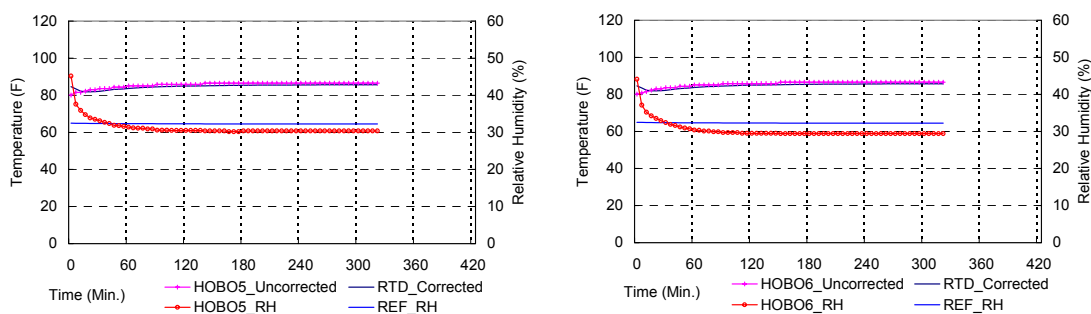 120
100
80
60
40
20
0
Temperature (F)
60
50
40
30
20
10
0
Relative Humidity (%)
0 60 120 180 240 300 360 420
Time (Min.)
HOBO5_Uncorrected RTD_Corrected
HOBO5_RH REF_RH
120
100
80
60
40
20
0
Temperature (F)
60
50
40
30
20
10
0
Relative Humidity (%)
0 60 120 180 240 300 360 420
Time (Min.)
HOBO6_Uncorrected RTD_Corrected
HOBO6_RH REF_RH